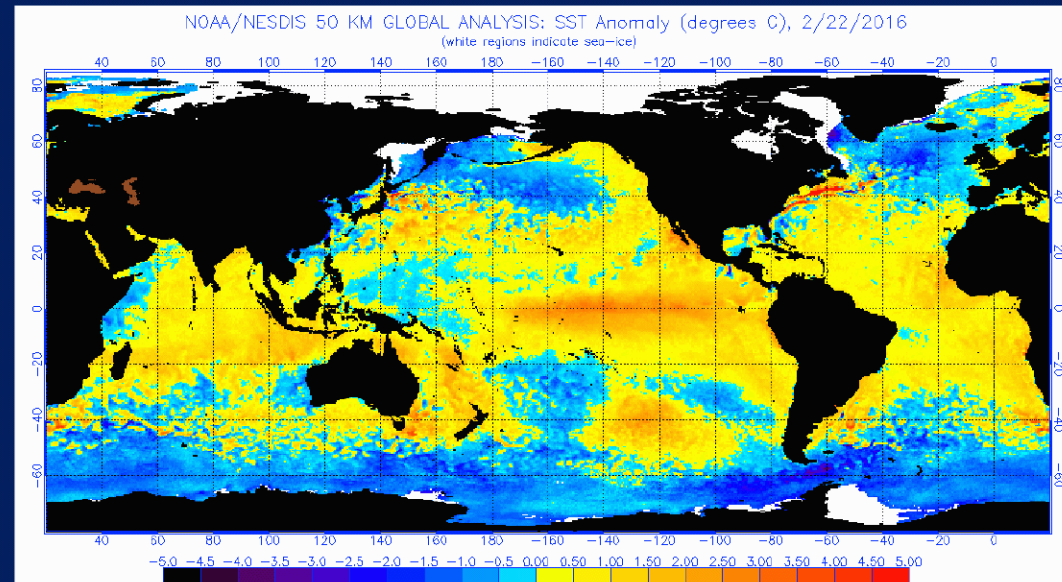 NOAA/NESDIS 50 KM GLOBAL ANALYSIS: SST Anomaly (degrees C), 2/22/2016
(white regions indicate sea-ice)
40 60 80 100 120 140 160 180 -160 -140 -120 -100 -80 -60 -40 -20 0
80 80
60 60
40 40
20 20
0 0
-20 -20
-40 -40
-60 -60
40 60 80 100 120 140 160 180 -160 -140 -120 -100 -80 -60 -40 -20 0
-5.0 -4.5 -4.0 -3.5 -3.0 -2.5 -2.0 -1.5 -1.0 -0.5 0.00 0.50 1.00 1.50 2.00 2.50 3.00 3.50 4.00 4.50 5.00